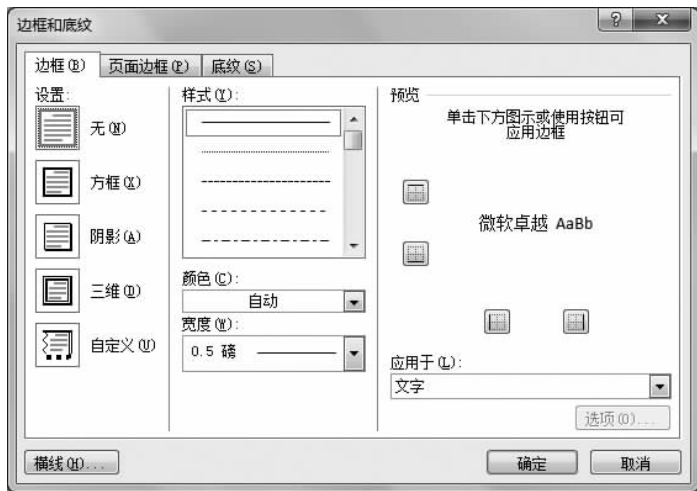 边框和底纹
边框(B) 页面边框(P) 底纹(S)
设置:
无(N)
方框(X)
阴影(A)
三维(D)
自定义(U)
样式(Y):
颜色(C):
自动
宽度(W):
0.5 磅
预览
单击下方图示或使用按钮可
应用边框
微软卓越 AaBb
应用于(L):
文字
选项(O)...
横线(H)...
确定
取消